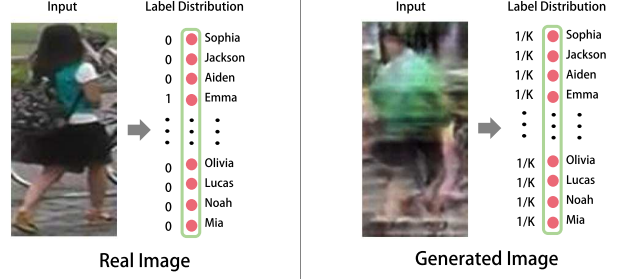 Input
Label Distribution
0 Sophia
0 Jackson
0 Aiden
1 Emma
0 Olivia
0 Lucas
0 Noah
0 Mia
Real Image
Input
Label Distribution
1/K Sophia
1/K Jackson
1/K Aiden
1/K Emma
1/K Olivia
1/K Lucas
1/K Noah
1/K Mia
Generated Image